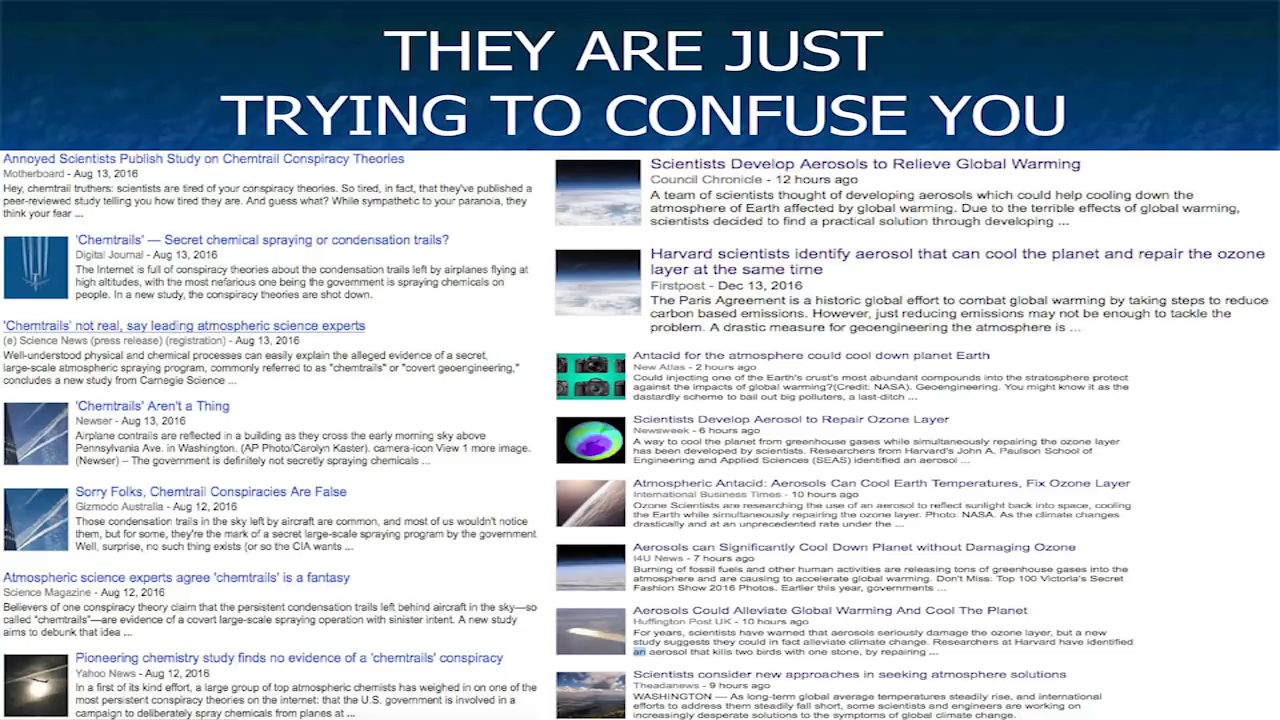 THEY ARE JUST
TRYING TO CONFUSE YOU
Annoyed Scientists Publish Study on Chemtrail Conspiracy Theories
Motherboard - Aug 13, 2016
Hey, chemtrail truthers: scientists are tired of your conspiracy theories. So tired, in fact, that they've published a
peer-reviewed study telling you how tired they are. And guess what? While sympathetic to your paranoia, they
think your fear ...
'Chemtrails' — Secret chemical spraying or condensation trails?
Digital Journal - Aug 13, 2016
The Internet is full of conspiracy theories about the condensation trails left by airplanes flying at
high altitudes, with the most nefarious one being the government is spraying chemicals on
people. In a new study, the conspiracy theories are shot down.
'Chemtrails' not real, say leading atmospheric science experts
(e) Science News (press release) (registration) - Aug 13, 2016
Well-understood physical and chemical processes can easily explain the alleged evidence of a secret,
large-scale atmospheric spraying program, commonly referred to as "chemtrails" or "covert geoengineering,"
concludes a new study from Carnegie Science ...
'Chemtrails' Aren't a Thing
Newser - Aug 13, 2016
Airplane contrails are reflected in a building as they cross the early morning sky above
Pennsylvania Ave. in Washington. (AP Photo/Carolyn Kaster). camera-icon View 1 more image.
(Newser) – The government is definitely not secretly spraying chemicals ...
Sorry Folks, Chemtrail Conspiracies Are False
Gizmodo Australia - Aug 12, 2016
Those condensation trails in the sky left by aircraft are common, and most of us wouldn't notice
them, but for some, they're the mark of a secret large-scale spraying program by the government
Well, surprise, no such thing exists (or so the CIA wants ...
Atmospheric science experts agree 'chemtrails' is a fantasy
Science Magazine - Aug 12, 2016
Believers of one conspiracy theory claim that the persistent condensation trails left behind aircraft in the sky—so
called "chemtrails"—are evidence of a covert large-scale spraying operation with sinister intent. A new study
aims to debunk that idea ...
Pioneering chemistry study finds no evidence of a 'chemtrails' conspiracy
Yahoo News - Aug 12, 2016
In a first of its kind effort, a large group of top atmospheric chemists has weighed in on one of the
most persistent conspiracy theories on the internet: that the U.S. government is involved in a
campaign to deliberately spray chemicals from planes at ...
Scientists Develop Aerosols to Relieve Global Warming
Council Chronicle - 12 hours ago
A team of scientists thought of developing aerosols which could help cooling down the
atmosphere of Earth affected by global warming. Due to the terrible effects of global warming,
scientists decided to find a practical solution through developing ...
Harvard scientists identify aerosol that can cool the planet and repair the ozone
layer at the same time
Firstpost - Dec 13, 2016
The Paris Agreement is a historic global effort to combat global warming by taking steps to reduce
carbon based emissions. However, just reducing emissions may not be enough to tackle the
problem. A drastic measure for geoengineering the atmosphere is ...
Antacid for the atmosphere could cool down planet Earth
New Atlas - 2 hours ago
Could injecting one of the Earth's crust's most abundant compounds into the stratosphere protect
against the impacts of global warming?(Credit: NASA). Geoengineering. You might know it as the
dastardly scheme to bail out big polluters, a last-ditch ...
Scientists Develop Aerosol to Repair Ozone Layer
Newsweek - 6 hours ago
A way to cool the planet from greenhouse gases while simultaneously repairing the ozone layer
has been developed by scientists. Researchers from Harvard's John A. Paulson School of
Engineering and Applied Sciences (SEAS) identified an aerosol ...
Atmospheric Antacid: Aerosols Can Cool Earth Temperatures, Fix Ozone Layer
International Business Times - 10 hours ago
Ozone Scientists are researching the use of an aerosol to reflect sunlight back into space, cooling
the Earth while simultaneously repairing the ozone layer. Photo: NASA. As the climate changes
drastically and at an unprecedented rate under the ...
Aerosols can Significantly Cool Down Planet without Damaging Ozone
I4U News - 7 hours ago
Burning of fossil fuels and other human activities are releasing tons of greenhouse gases into the
atmosphere and are causing to accelerate global warming. Don't Miss: Top 100 Victoria's Secret
Fashion Show 2016 Photos. Earlier this year, governments ...
Aerosols Could Alleviate Global Warming And Cool The Planet
Huffington Post UK - 10 hours ago
For years, scientists have warned that aerosols seriously damage the ozone layer, but a new
study suggests they could in fact alleviate climate change. Researchers at Harvard have identified
an aerosol that kills two birds with one stone, by repairing ...
Scientists consider new approaches in seeking atmosphere solutions
Theadanews - 9 hours ago
WASHINGTON — As long-term global average temperatures steadily rise, and international
efforts to address them steadily fall short, some scientists and engineers are working on
increasingly desperate solutions to the symptoms of global climate change.